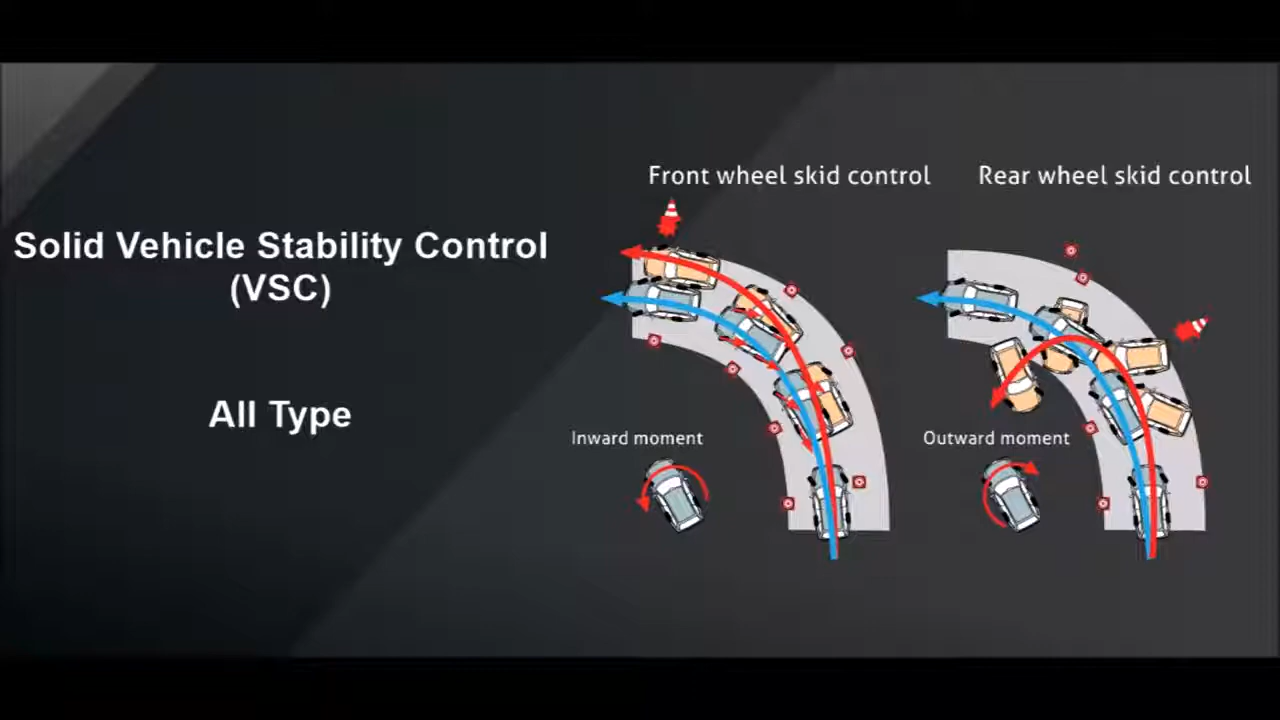 Solid Vehicle Stability Control
(VSC)
All Type
Front wheel skid control
Rear wheel skid control
Inward moment
Outward moment